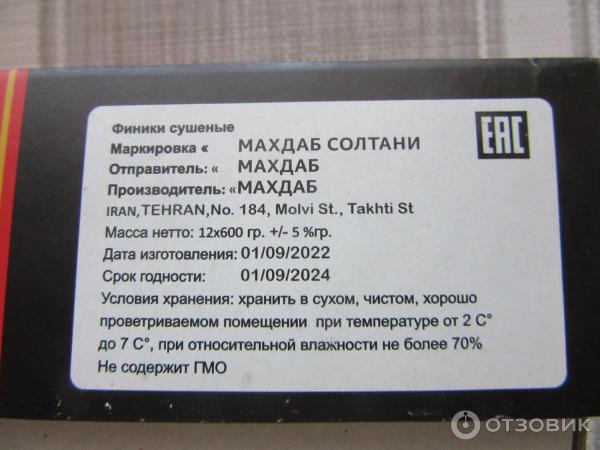 Финики сушеные
Маркировка « МАХДАБ СОЛТАНИ
Отправитель: « МАХДАБ
Производитель: «МАХДАБ
IRAN,TEHRAN,No. 184, Molvi St., Takhti St
Масса нетто: 12x600 гр. +/- 5 %гр.
Дата изготовления: 01/09/2022
Срок годности: 01/09/2024
Условия хранения: хранить в сухом, чистом, хорошо
проветриваемом помещении при температуре от 2 С°
до 7 С°, при относительной влажности не более 70%
Не содержит ГМО
EAC
ОТЗОВИК